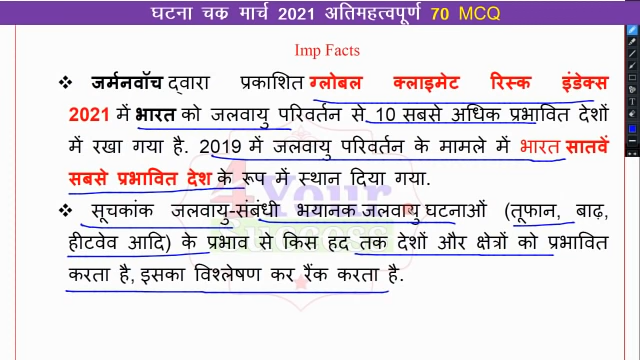 घटना चक्र मार्च 2021 अतिमहत्वपूर्ण 70 MCQ
Imp Facts
❖ जर्मनवॉच द्वारा प्रकाशित ग्लोबल क्लाइमेट रिस्क इंडेक्स
2021 में भारत को जलवायु परिवर्तन से 10 सबसे अधिक प्रभावित देशों
में रखा गया है. 2019 में जलवायु परिवर्तन के मामले में भारत सातवें
सबसे प्रभावित देश के रूप में स्थान दिया गया.
❖ सूचकांक जलवायु-संबंधी भयानक जलवायु घटनाओं (तूफान, बाढ़,
हीटवेव आदि) के प्रभाव से किस हद तक देशों और क्षेत्रों को प्रभावित
करता है, इसका विश्लेषण कर रैंक करता है.